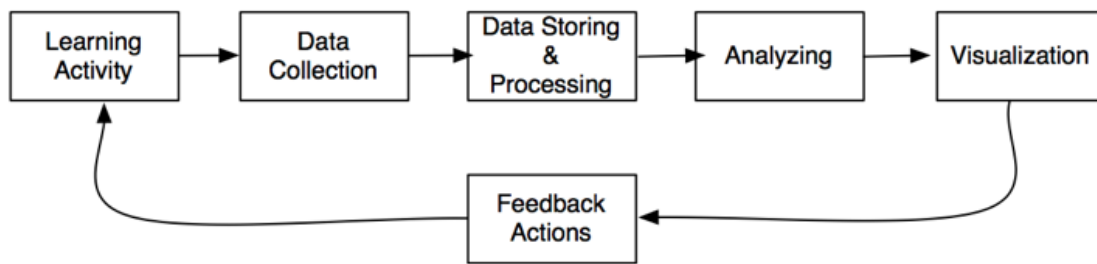 Learning
Activity
Data
Collection
Data Storing
&
Processing
Analyzing
Visualization
Feedback
Actions